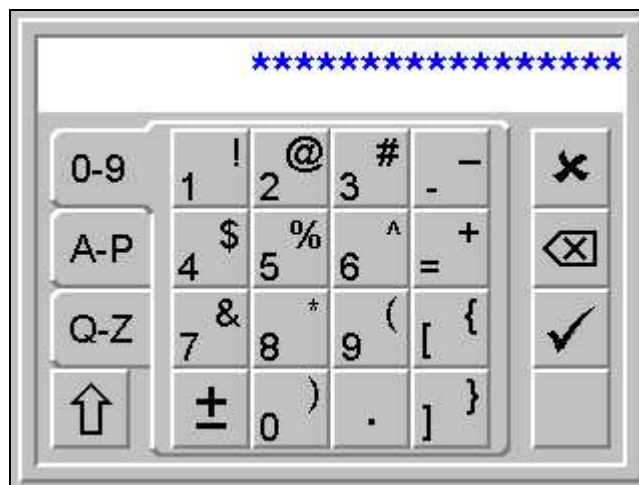 *****************
0-9 ! 1 @ 2 # 3 _ -
A-P $ 4 % 5 ^ 6 + =
Q-Z & 7 * 8 ( 9 { [
± ) 0 . } ]